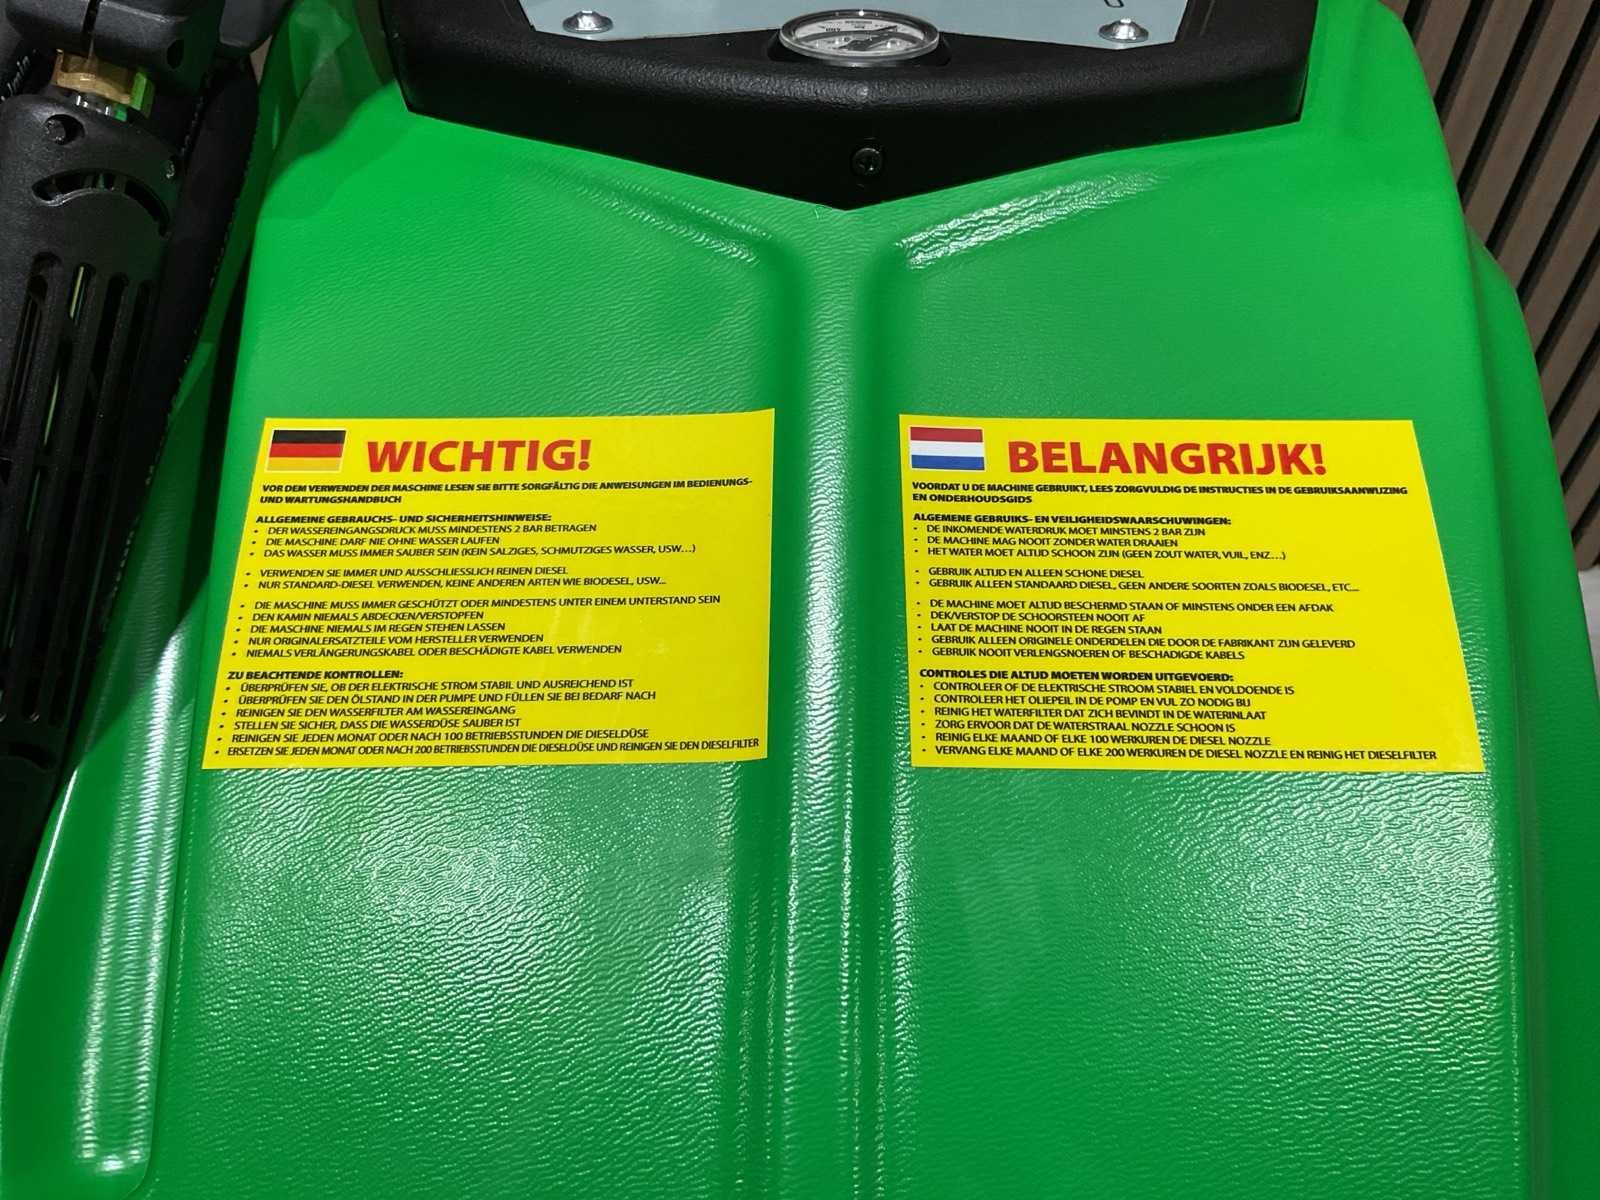 WICHTIG!
VOR DEM VERWENDEN DER MASCHINE LESEN SIE BITTE SORGFÄLTIG DIE ANWEISUNGEN IM BEDIENUNGS-
UND WARTUNGSHANDBUCH
ALLGEMEINE GEBRAUCHS- UND SICHERHEITSHINWEISE:
• DER WASSEREINGANGSDRUCK MUSS MINDESTENS 2 BAR BETRAGEN
• DIE MASCHINE DARF NIE OHNE WASSER LAUFEN
• DAS WASSER MUSS IMMER SAUBER SEIN (KEIN SALZIGES, SCHMUTZIGES WASSER, USW…)
• VERWENDEN SIE IMMER UND AUSSCHLIESSLICH REINEN DIESEL
• NUR STANDARD-DIESEL VERWENDEN, KEINE ANDEREN ARTEN WIE BIODESEL, USW...
• DIE MASCHINE MUSS IMMER GESCHÜTZT ODER MINDESTENS UNTER EINEM UNTERSTAND SEIN
• DEN KAMIN NIEMALS ABDECKEN/VERSTOPFEN
• DIE MASCHINE NIEMALS IM REGEN STEHEN LASSEN
• NUR ORIGINALERSATZTEILE VOM HERSTELLER VERWENDEN
• NIEMALS VERLÄNGERUNGSKABEL ODER BESCHÄDIGTE KABEL VERWENDEN
ZU BEACHTENDE KONTROLLEN:
• ÜBERPRÜFEN SIE, OB DER ELEKTRISCHE STROM STABIL UND AUSREICHEND IST
• ÜBERPRÜFEN SIE DEN ÖLSTAND IN DER PUMPE UND FÜLLEN SIE BEI BEDARF NACH
• REINIGEN SIE DEN WASSERFILTER AM WASSEREINGANG
• STELLEN SIE SICHER, DASS DIE WASSERDÜSE SAUBER IST
• REINIGEN SIE JEDEN MONAT ODER NACH 100 BETRIEBSSTUNDEN DIE DIESELDÜSE
• ERSETZEN SIE JEDEN MONAT ODER NACH 200 BETRIEBSSTUNDEN DIE DIESELDÜSE UND REINIGEN SIE DEN DIESELFILTER
BELANGRIJK!
VOORDAT U DE MACHINE GEBRUIKT, LEES ZORGVULDIG DE INSTRUCTIES IN DE GEBRUIKSAANWIJZING
EN ONDERHOUDSGIDS
ALGEMENE GEBRUIKS- EN VEILIGHEIDSWAARSCHUWINGEN:
• DE INKOMENDE WATERDRUK MOET MINSTENS 2 BAR ZIJN
• DE MACHINE MAG NOOIT ZONDER WATER DRAAIEN
• HET WATER MOET ALTIJD SCHOON ZIJN (GEEN ZOUT WATER, VUIL, ENZ…)
• GEBRUIK ALTIJD EN ALLEEN SCHONE DIESEL
• GEBRUIK ALLEEN STANDAARD DIESEL, GEEN ANDERE SOORTEN ZOALS BIODESEL, ETC...
• DE MACHINE MOET ALTIJD BESCHERMD STAAN OF MINSTENS ONDER EEN AFDAK
• DEK/VERSTOP DE SCHOORSTEEN NOOIT AF
• LAAT DE MACHINE NOOIT IN DE REGEN STAAN
• GEBRUIK ALLEEN ORIGINELE ONDERDELEN DIE DOOR DE FABRIKANT ZIJN GELEVERD
• GEBRUIK NOOIT VERLENGSNOEREN OF BESCHADIGDE KABELS
CONTROLES DIE ALTIJD MOETEN WORDEN UITGEVOERD:
• CONTROLEER OF DE ELEKTRISCHE STROOM STABIEL EN VOLDOENDE IS
• CONTROLEER HET OLIEPEIL IN DE POMP EN VUL ZO NODIG BIJ
• REINIG HET WATERFILTER DAT ZICH BEVINDT IN DE WATERINLAAT
• ZORG ERVOOR DAT DE WATERSTRAAL NOZZLE SCHOON IS
• REINIG ELKE MAAND OF ELKE 100 WERKUREN DE DIESEL NOZZLE
• VERVANG ELKE MAAND OF ELKE 200 WERKUREN DE DIESEL NOZZLE EN REINIG HET DIESELFILTER